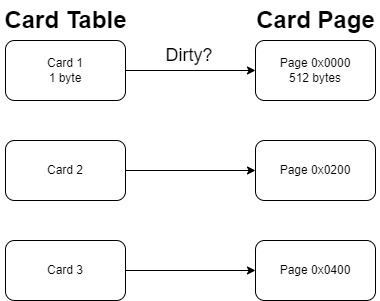 Card Table
Card Page
Card 1
1 byte
Dirty?
Page 0x0000
512 bytes
Card 2
Page 0x0200
Card 3
Page 0x0400